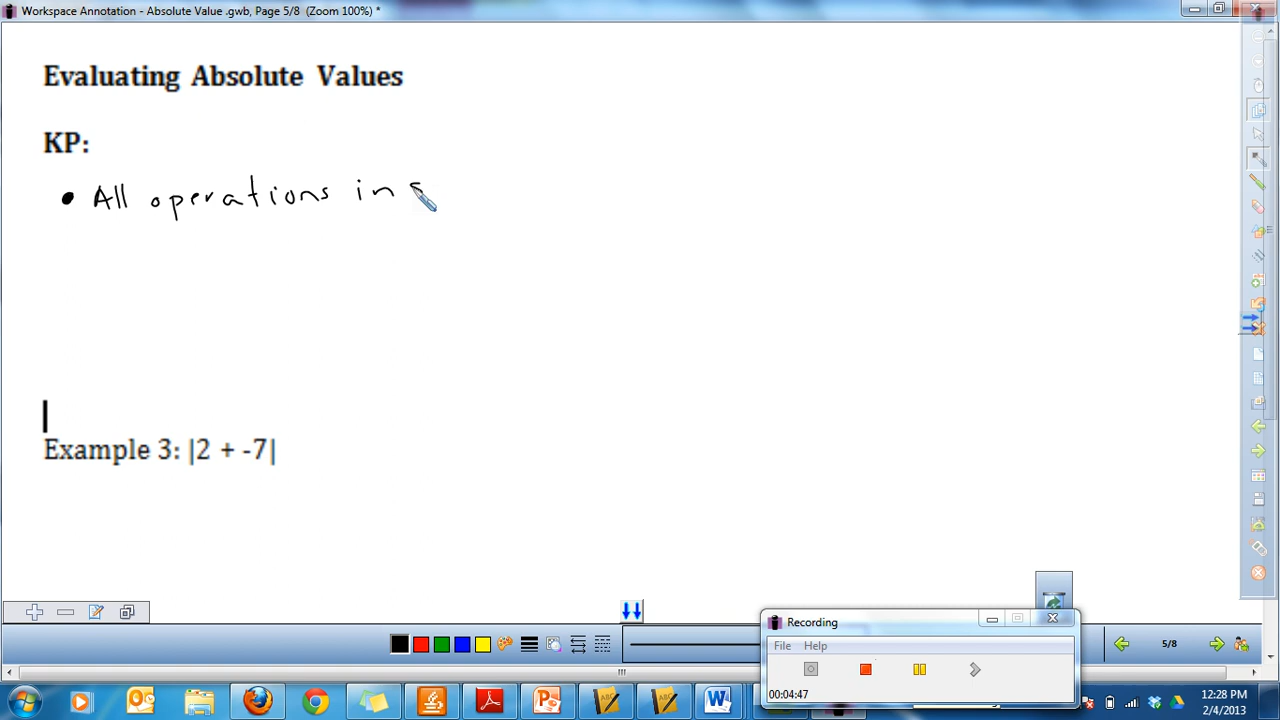 Workspace Annotation - Absolute Value .gwb, Page 5/8 (Zoom 100%) *
Evaluating Absolute Values
KP:
• All operations in
Example 3: |2 + -7|
Recording
File Help
00:04:47
5/8
12:28 PM
2/4/2013